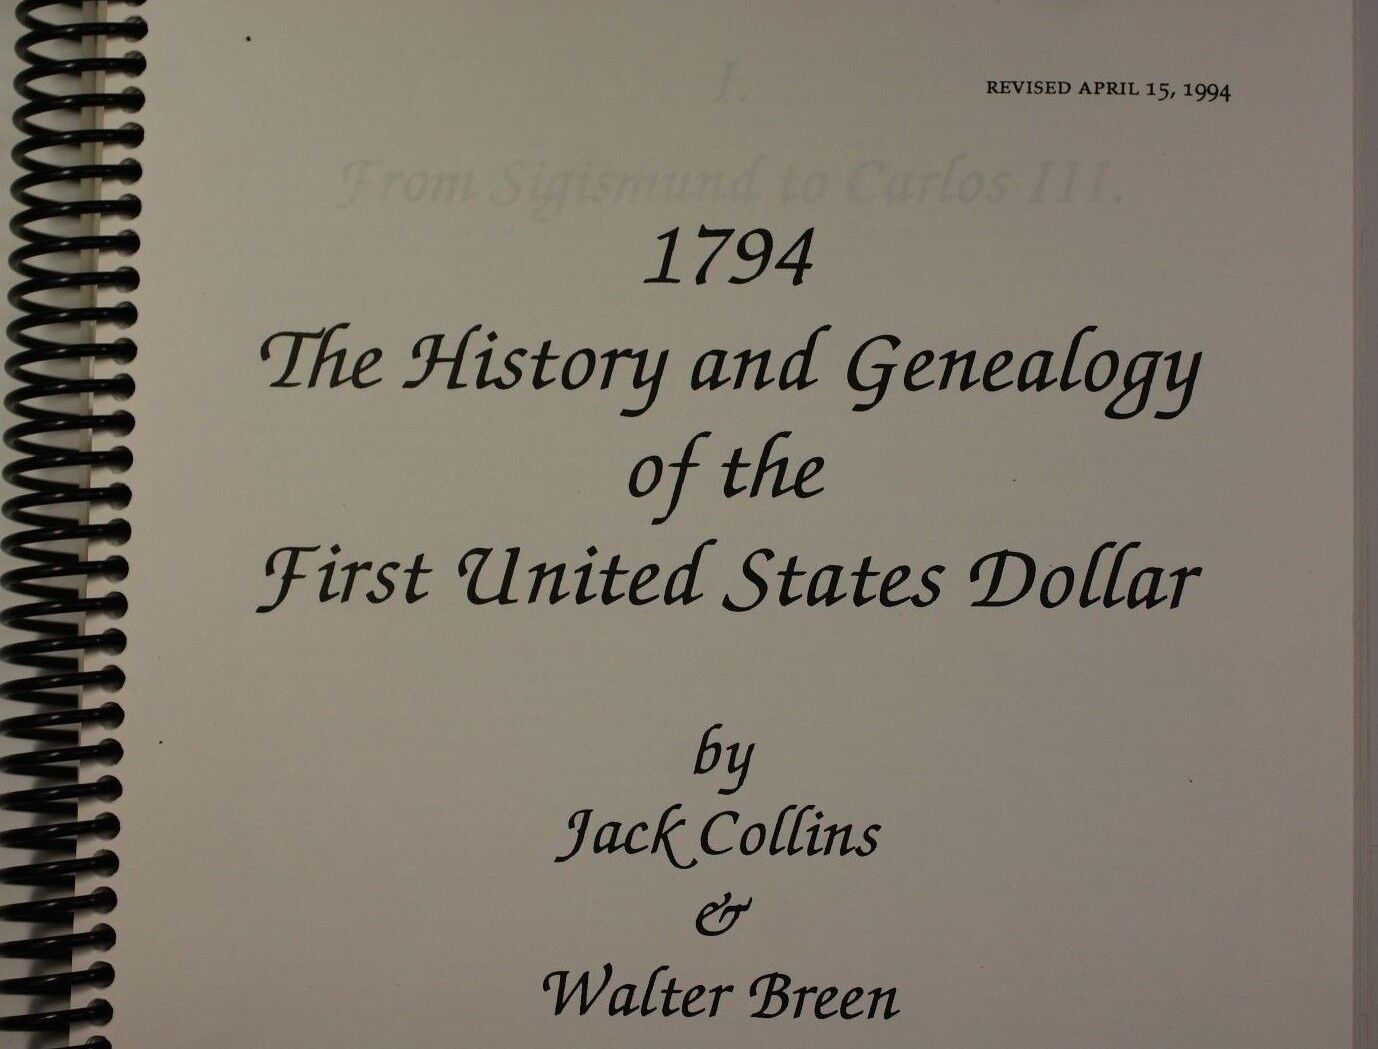 REVISED APRIL 15, 1994
I.
From Sigismund to Carlos III.
1794
The History and Genealogy
of the
First United States Dollar
by
Jack Collins
&
Walter Breen